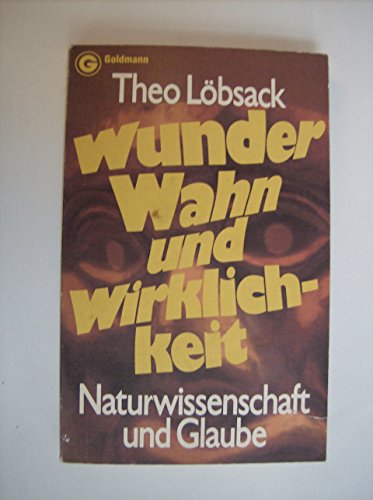 G Goldmann
Theo Löbsack
Wunder
Wahn
und
Wirklich-
keit
Naturwissenschaft
und Glaube